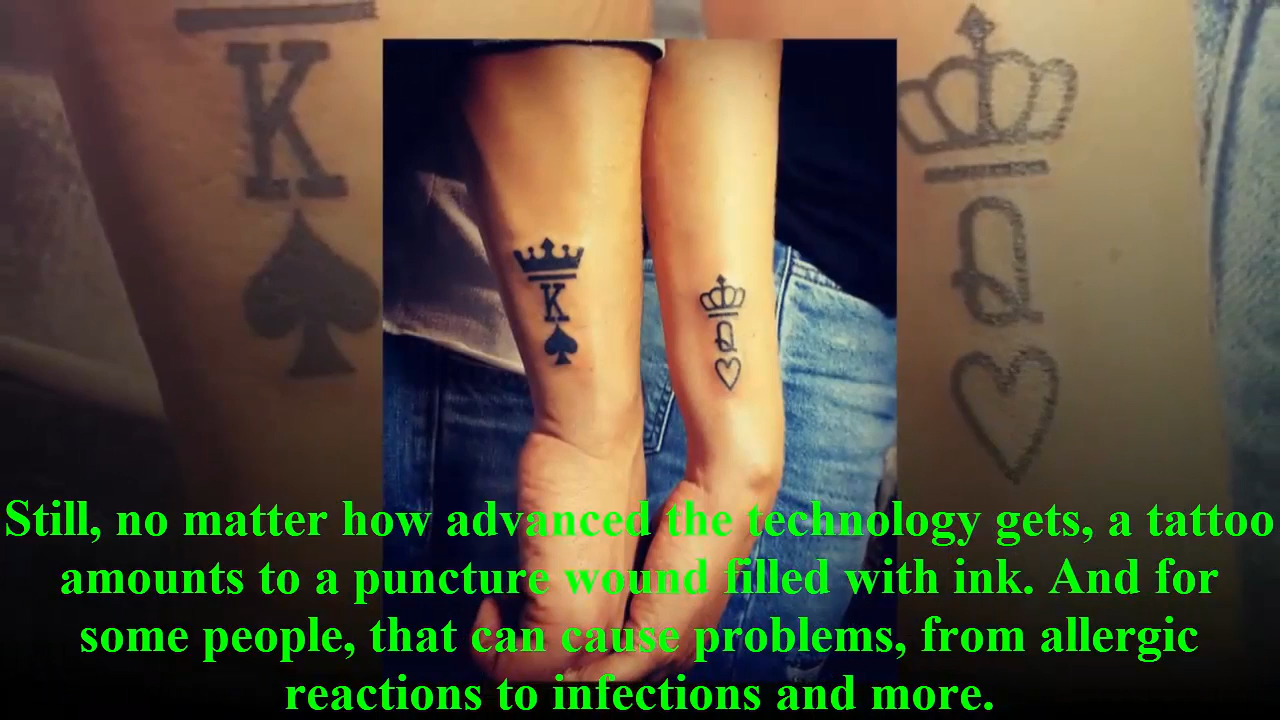 K
Q
K
Q
Still, no matter how advanced the technology gets, a tattoo
amounts to a puncture wound filled with ink. And for
some people, that can cause problems, from allergic
reactions to infections and more.